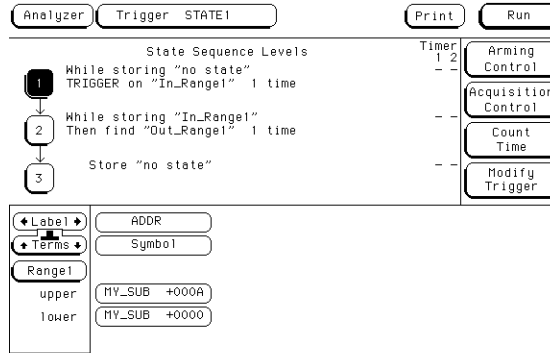 Analyzer Trigger STATE1 Print Run
State Sequence Levels Timer
1 2
1 While storing "no state" - -
TRIGGER on "In_Range1" 1 time
2 While storing "In_Range1" - -
Then find "Out_Range1" 1 time
3 Store "no state" - -
Arming
Control
Acquisition
Control
Count
Time
Modify
Trigger
Label ADDR
Terms Symbol
Range1
upper MY_SUB +000A
lower MY_SUB +0000